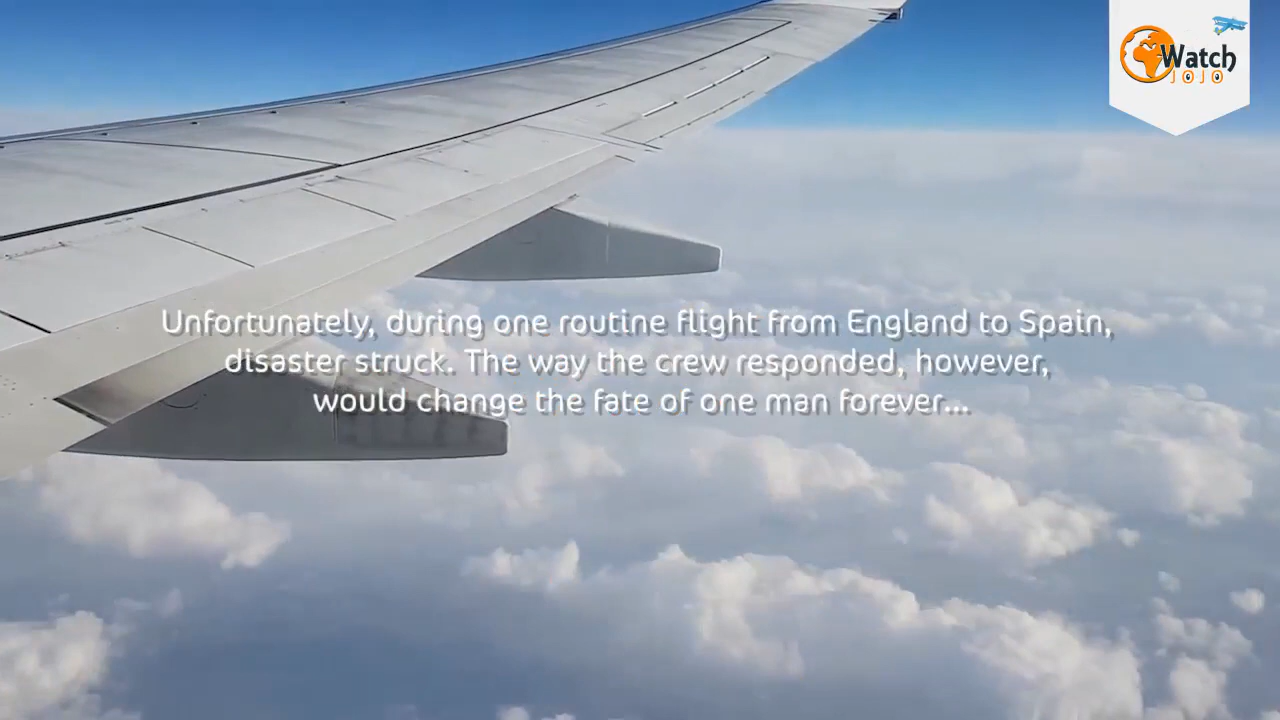 Watch
JOJO
Unfortunately, during one routine flight from England to Spain,
disaster struck. The way the crew responded, however,
would change the fate of one man forever...